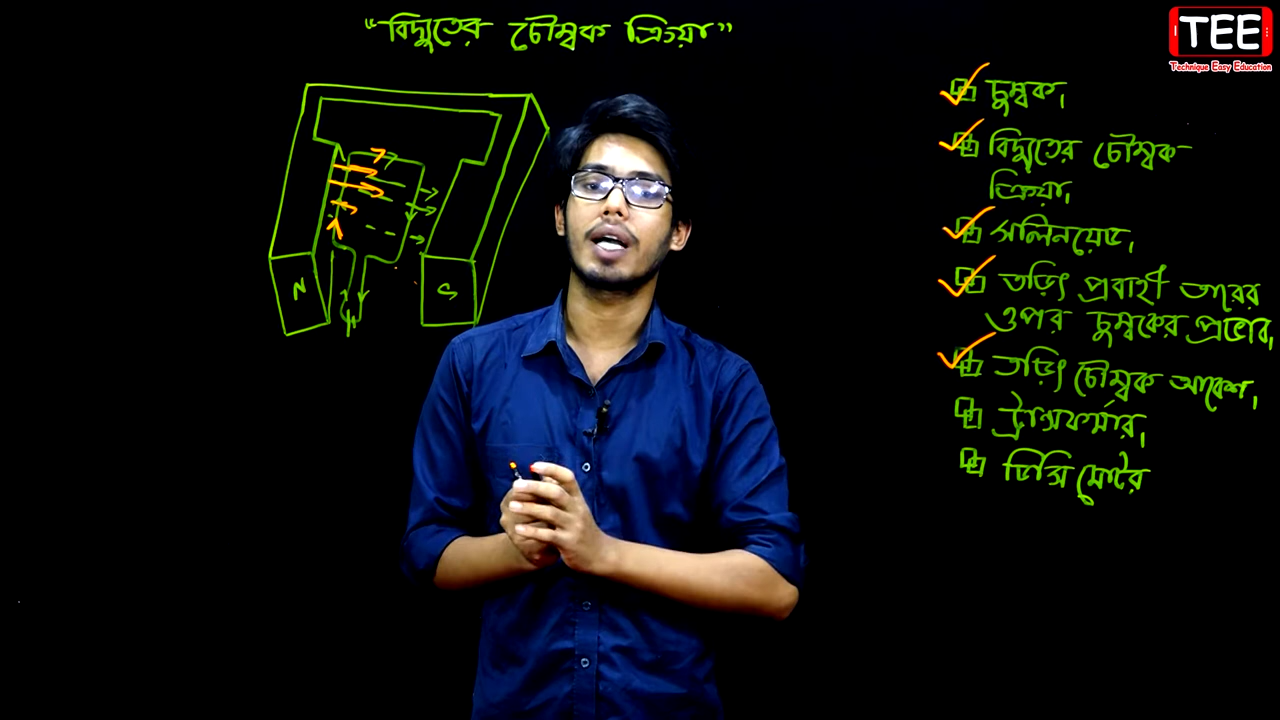 “বিদ্যুতের চৌম্বক ক্রিয়া”
TEE
Technique Easy Education
চুম্বক,
বিদ্যুতের চৌম্বক
ক্রিয়া,
সলিনয়েড,
তড়িৎ প্রবাহী তারের
ওপর চুম্বকের প্রভাব,
তড়িৎ চৌম্বক আবেশ,
ট্রান্সফর্মার,
ডিসি মোটর
N
S